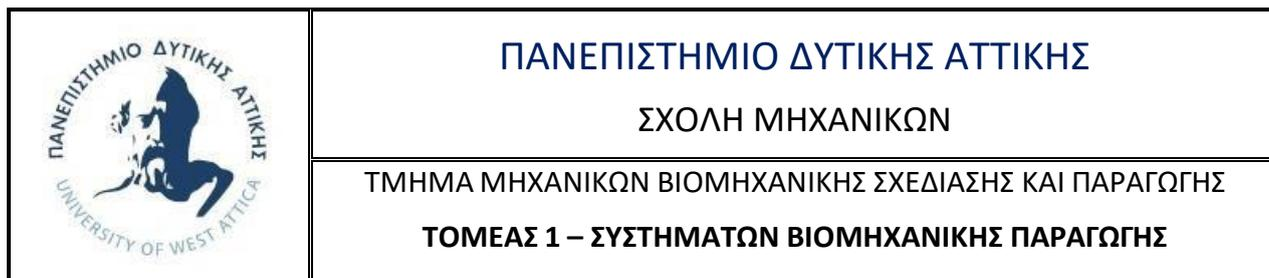 ΠΑΝΕΠΙΣΤΗΜΙΟ ΔΥΤΙΚΗΣ ΑΤΤΙΚΗΣ
UNIVERSITY OF WEST ATTICA
ΠΑΝΕΠΙΣΤΗΜΙΟ ΔΥΤΙΚΗΣ ΑΤΤΙΚΗΣ
ΣΧΟΛΗ ΜΗΧΑΝΙΚΩΝ
ΤΜΗΜΑ ΜΗΧΑΝΙΚΩΝ ΒΙΟΜΗΧΑΝΙΚΗΣ ΣΧΕΔΙΑΣΗΣ ΚΑΙ ΠΑΡΑΓΩΓΗΣ
ΤΟΜΕΑΣ 1 – ΣΥΣΤΗΜΑΤΩΝ ΒΙΟΜΗΧΑΝΙΚΗΣ ΠΑΡΑΓΩΓΗΣ